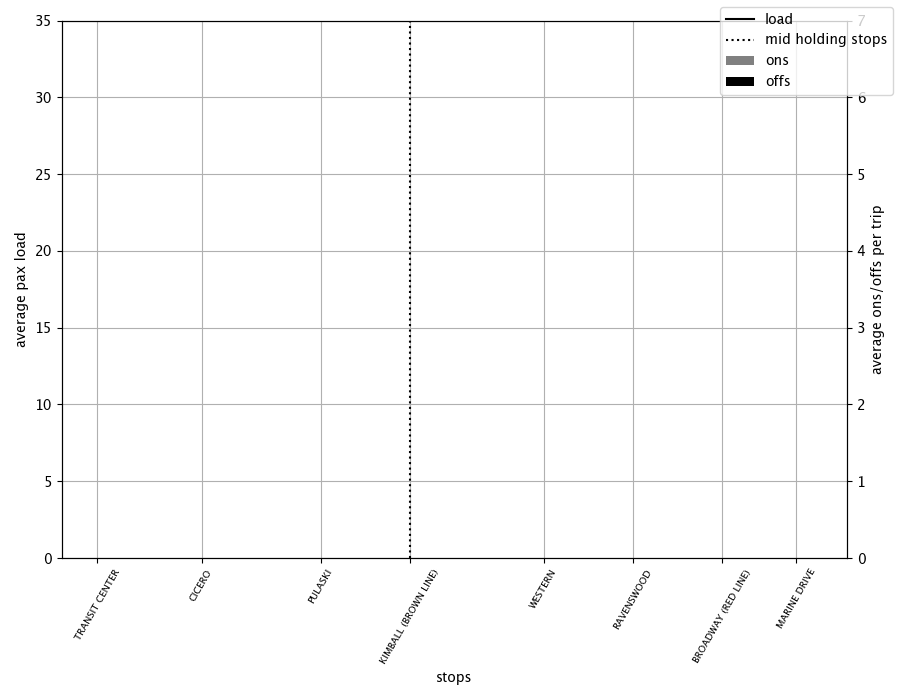 load
mid holding stops
ons
offs
35
30
25
20
15
10
5
0
average pax load
7
6
5
4
3
2
1
0
average ons/offs per trip
TRANSIT CENTER
CICERO
PULASKI
KIMBALL (BROWN LINE)
WESTERN
RAVENSWOOD
BROADWAY (RED LINE)
MARINE DRIVE
stops